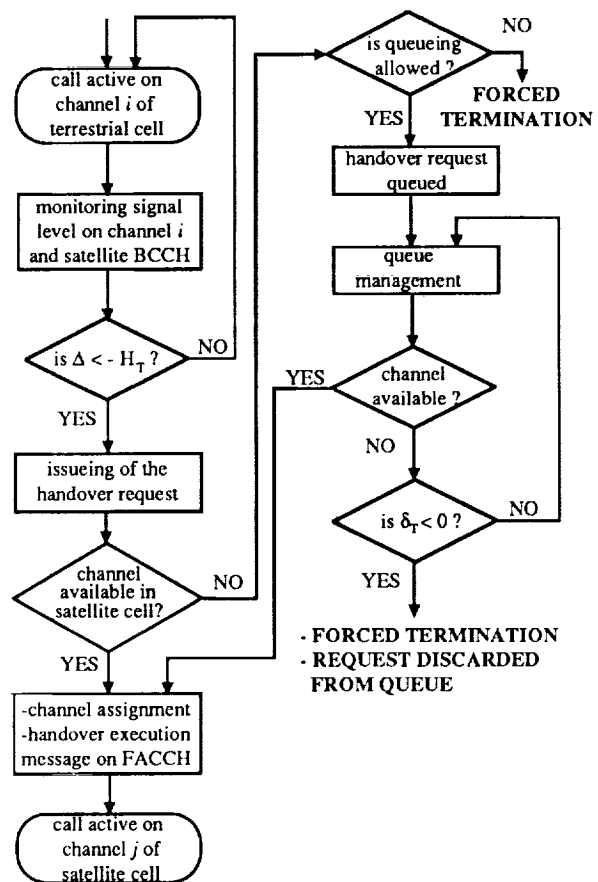 call active on
channel i of
terrestrial cell
monitoring signal
level on channel i
and satellite BCCH
is Δ < - H_T ?
NO
YES
issueing of the
handover request
channel
available in
satellite cell?
NO
YES
-channel assignment
-handover execution
message on FACCH
call active on
channel j of
satellite cell
is queueing
allowed ?
NO
FORCED
TERMINATION
YES
handover request
queued
queue
management
channel
available ?
YES
NO
is δ_T < 0 ?
NO
YES
- FORCED TERMINATION
- REQUEST DISCARDED
FROM QUEUE